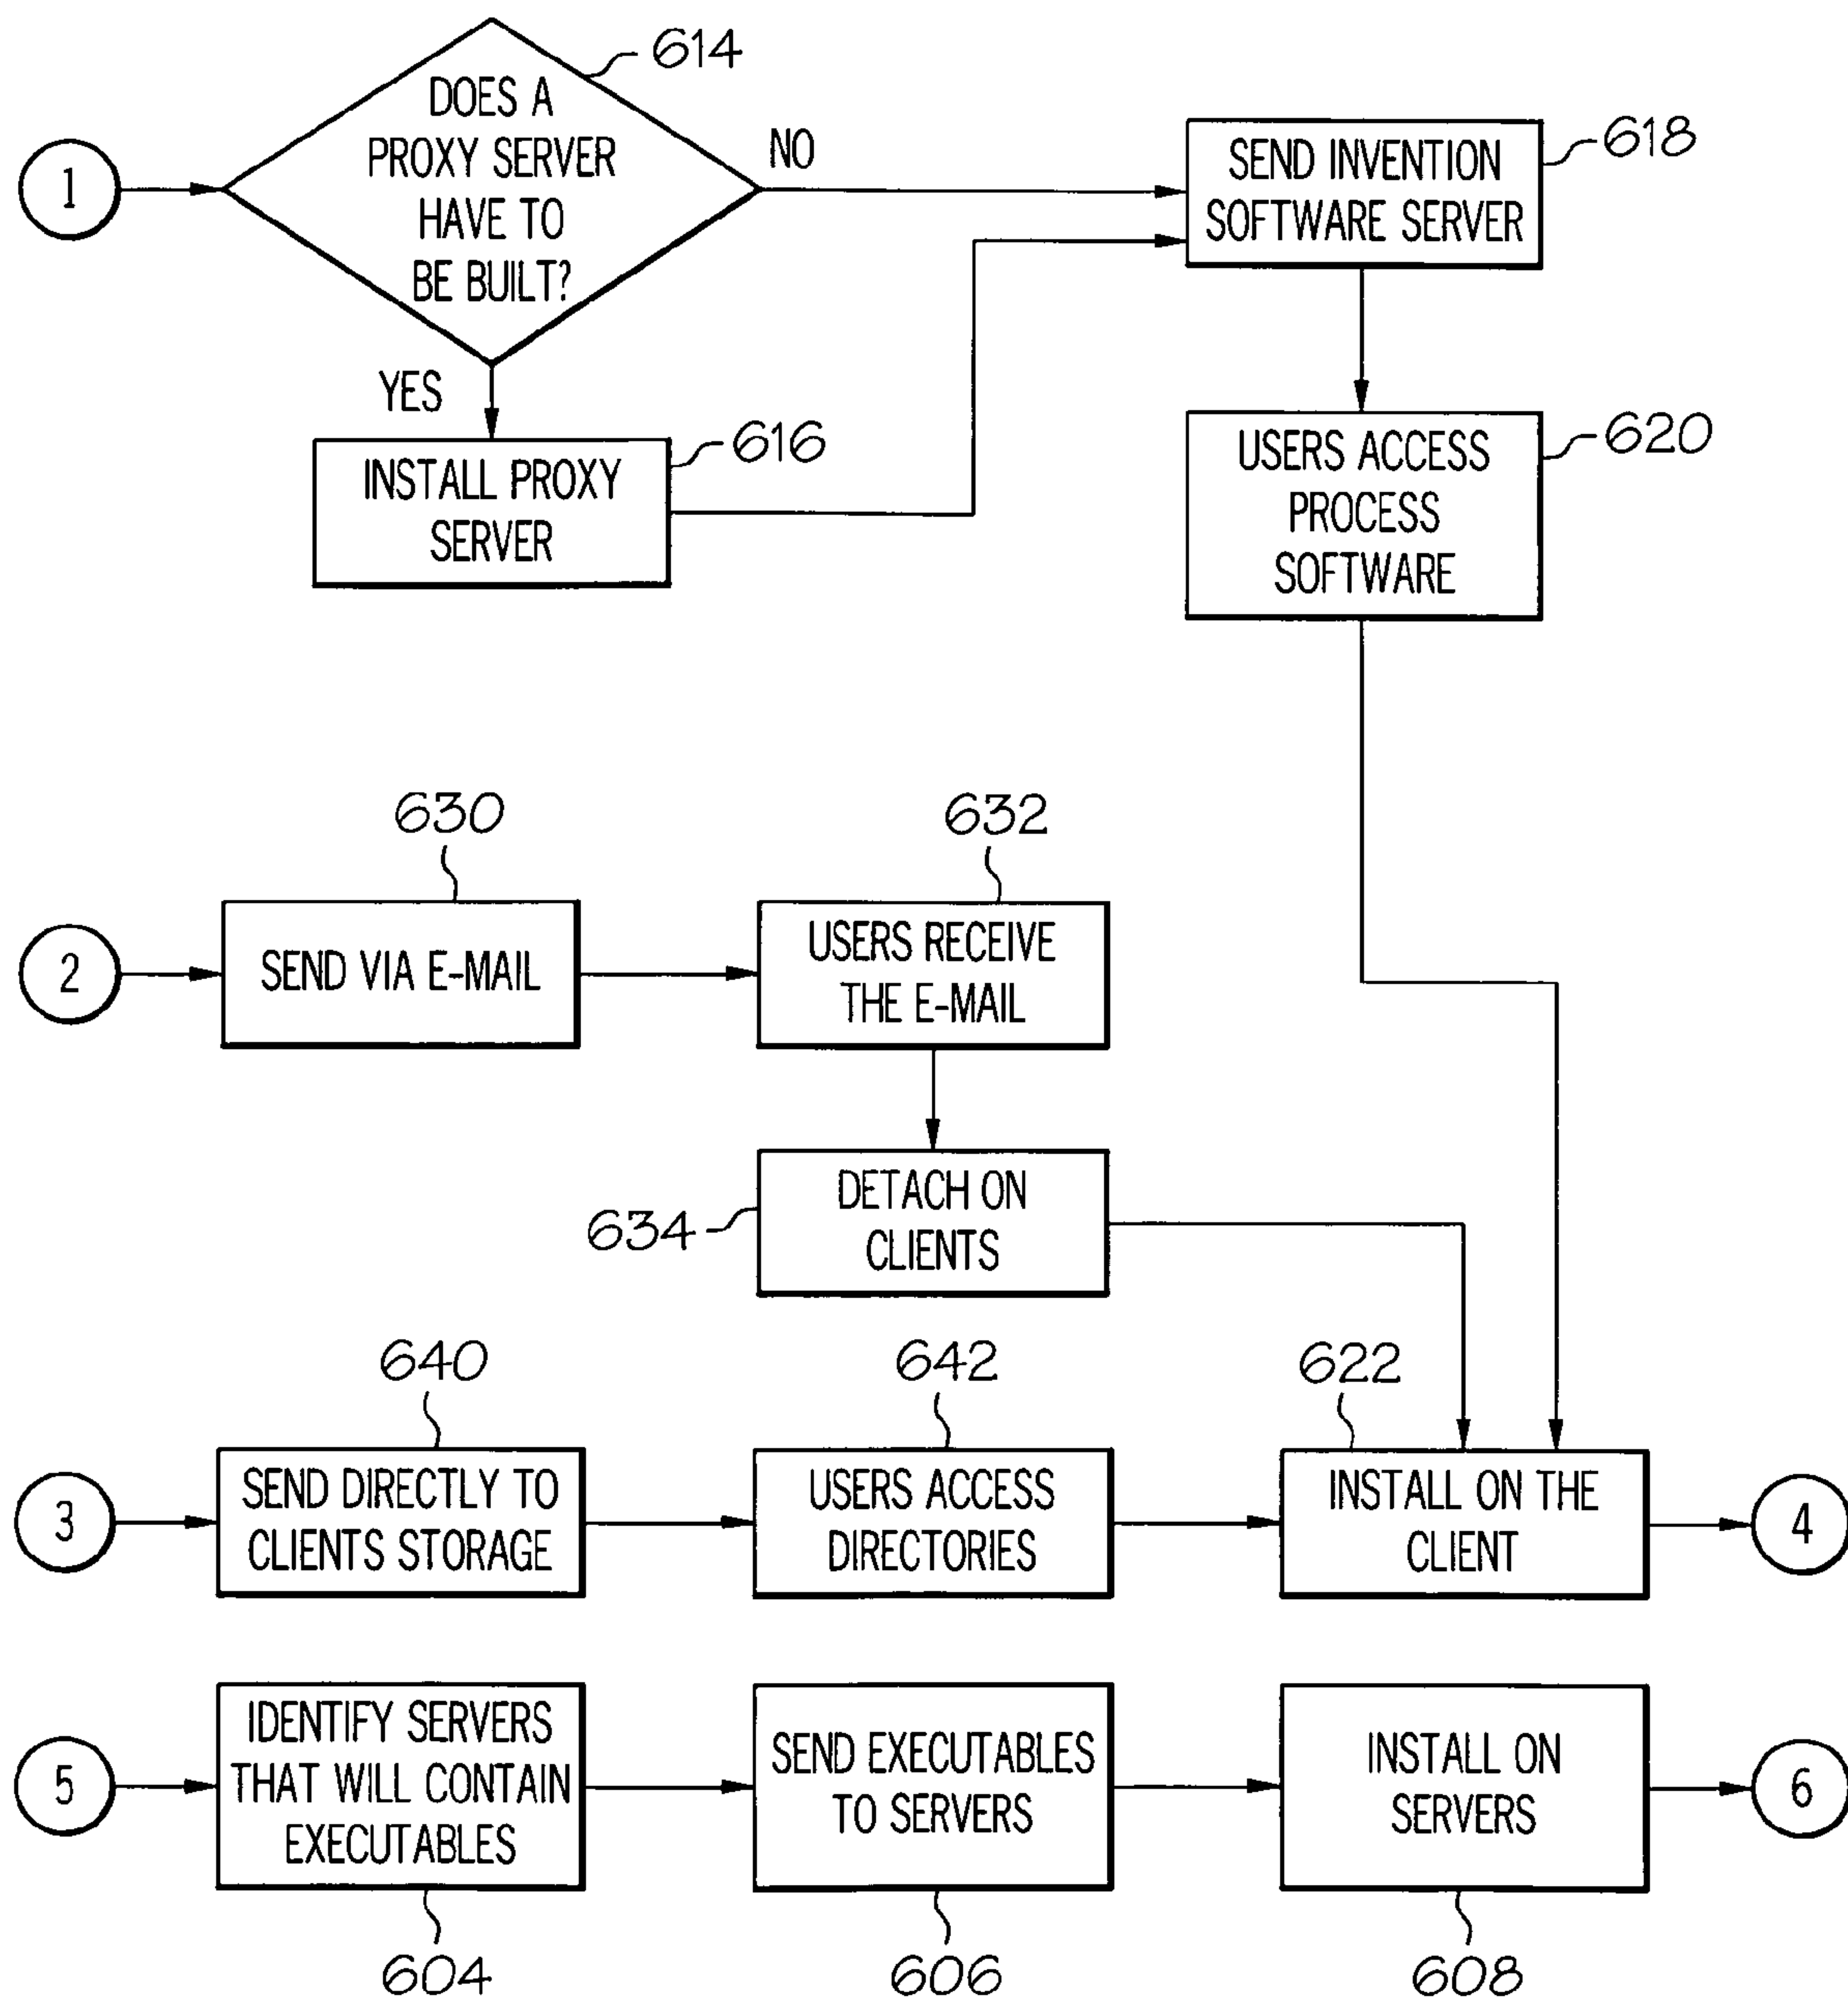 614
DOES A
PROXY SERVER
HAVE TO
BE BUILT?
1
NO
YES
SEND INVENTION
SOFTWARE SERVER
618
INSTALL PROXY
SERVER
616
USERS ACCESS
PROCESS
SOFTWARE
620
630
632
2
SEND VIA E-MAIL
USERS RECEIVE
THE E-MAIL
DETACH ON
CLIENTS
634
640
642
622
3
SEND DIRECTLY TO
CLIENTS STORAGE
USERS ACCESS
DIRECTORIES
INSTALL ON THE
CLIENT
4
5
IDENTIFY SERVERS
THAT WILL CONTAIN
EXECUTABLES
SEND EXECUTABLES
TO SERVERS
INSTALL ON
SERVERS
6
604
606
608